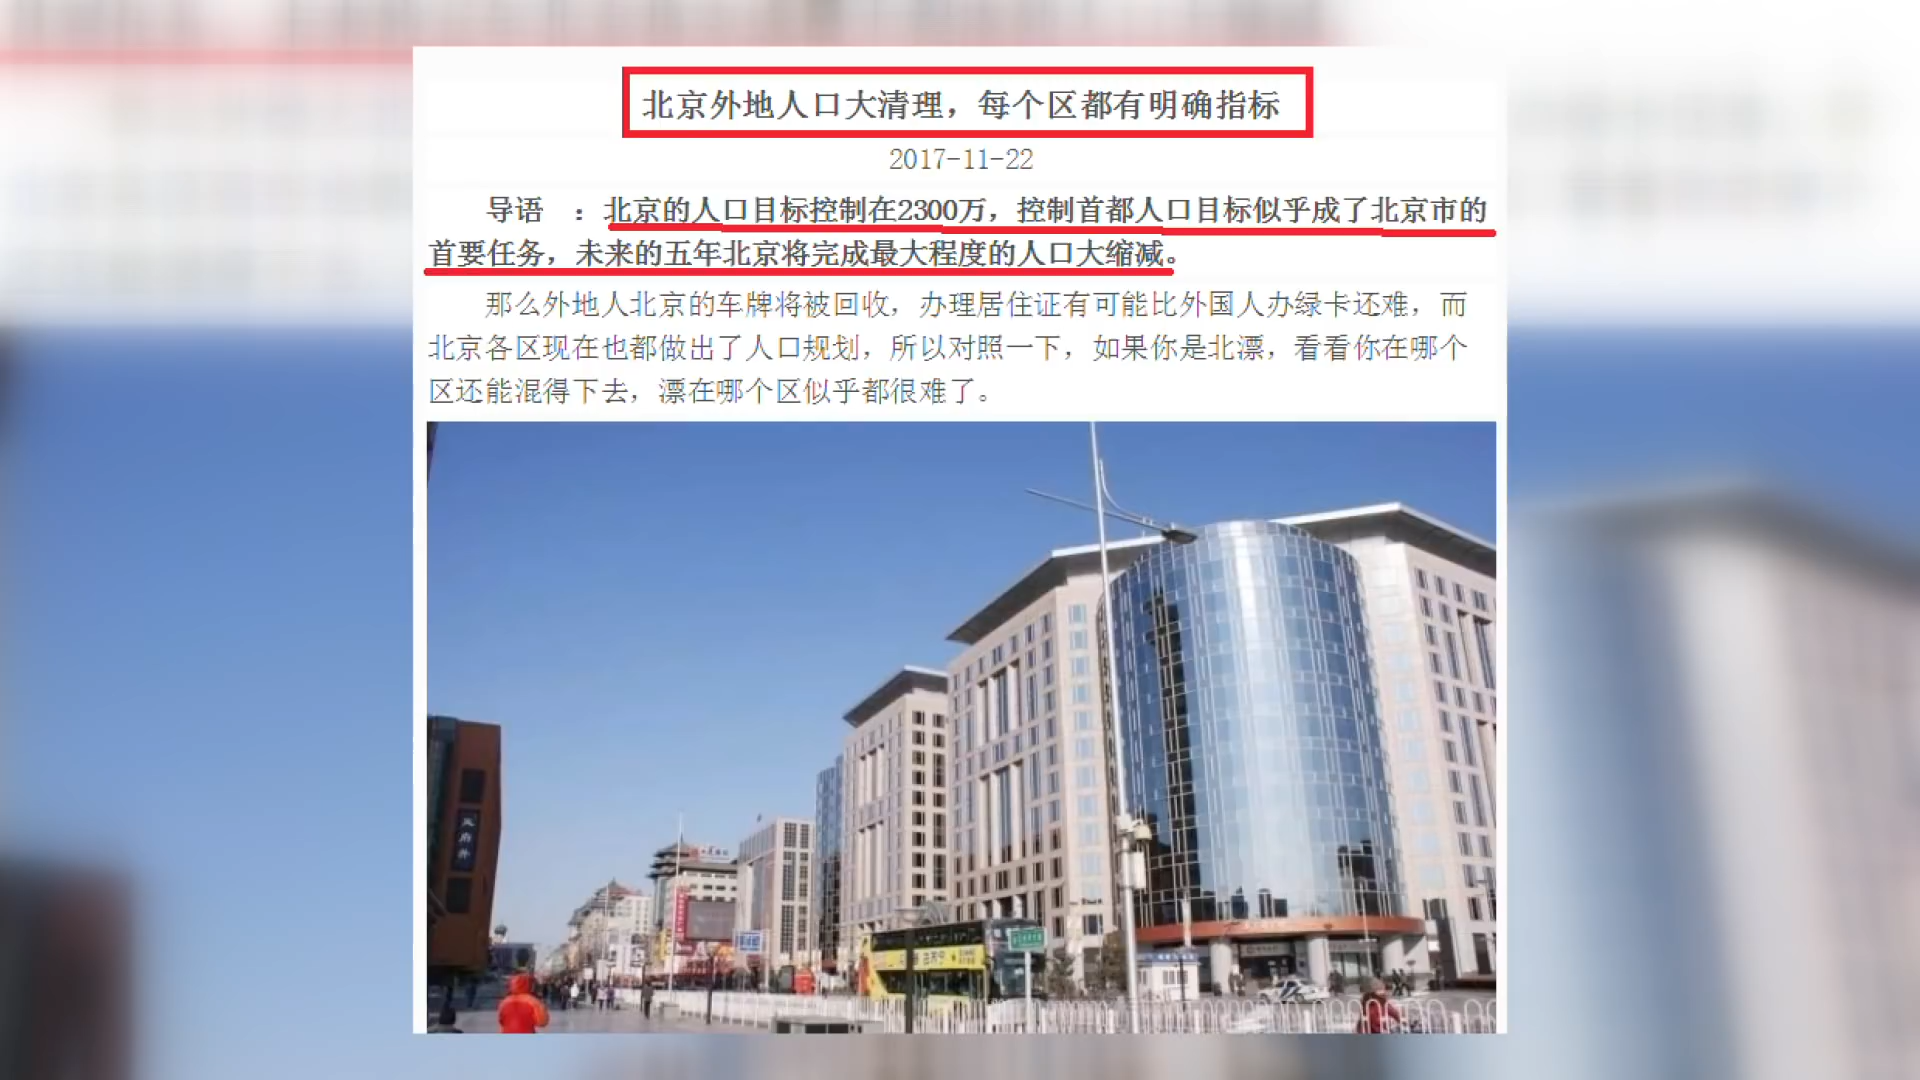 北京外地人口大清理，每个区都有明确指标
2017-11-22
导语　：北京的人口目标控制在2300万，控制首都人口目标似乎成了北京市的
首要任务，未来的五年北京将完成最大程度的人口大缩减。
那么外地人北京的车牌将被回收，办理居住证有可能比外国人办绿卡还难，而
北京各区现在也都做出了人口规划，所以对照一下，如果你是北漂，看看你在哪个
区还能混得下去，漂在哪个区似乎都很难了。